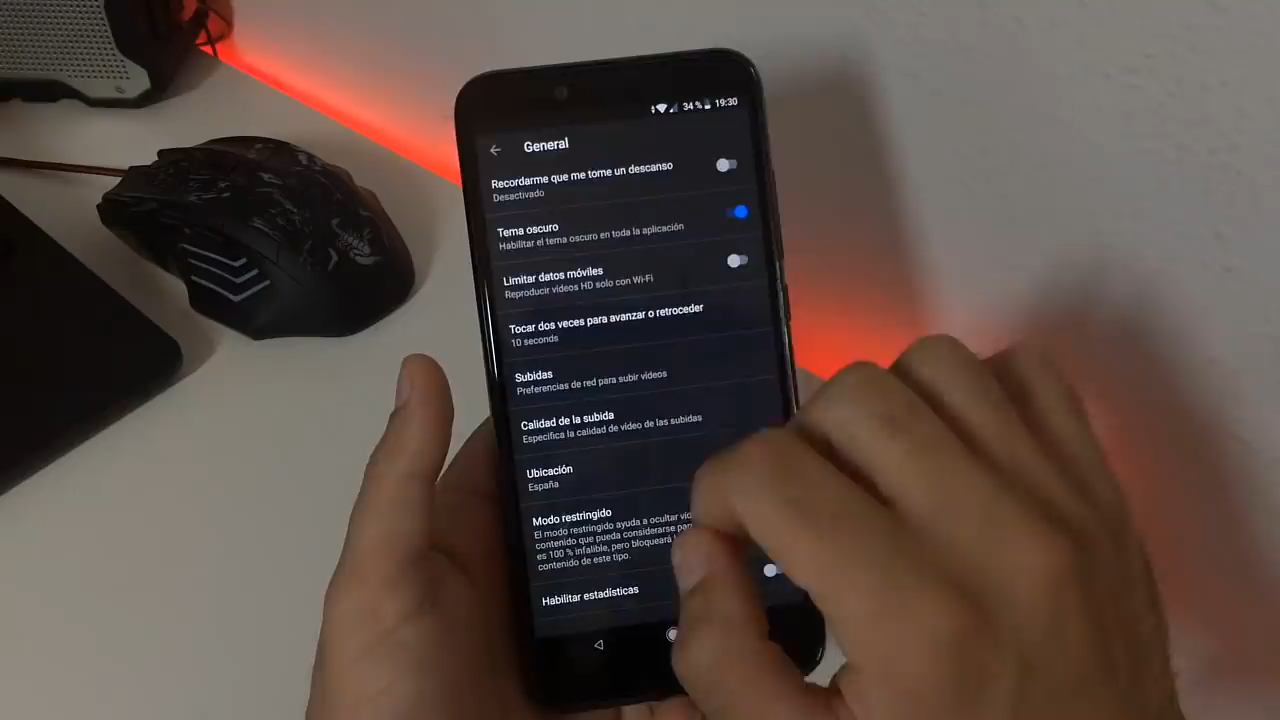 34 % 19:30
General
Recordarme que me tome un descanso
Desactivado
Tema oscuro
Habilitar el tema oscuro en toda la aplicación
Limitar datos móviles
Reproducir vídeos HD solo con Wi-Fi
Tocar dos veces para avanzar o retroceder
10 seconds
Subidas
Preferencias de red para subir vídeos
Calidad de la subida
Especifica la calidad de vídeo de las subidas
Ubicación
España
Modo restringido
El modo restringido ayuda a ocultar
contenido que pueda considerarse
es 100 % infalible, pero bloqueará
contenido de este tipo.
Habilitar estadísticas